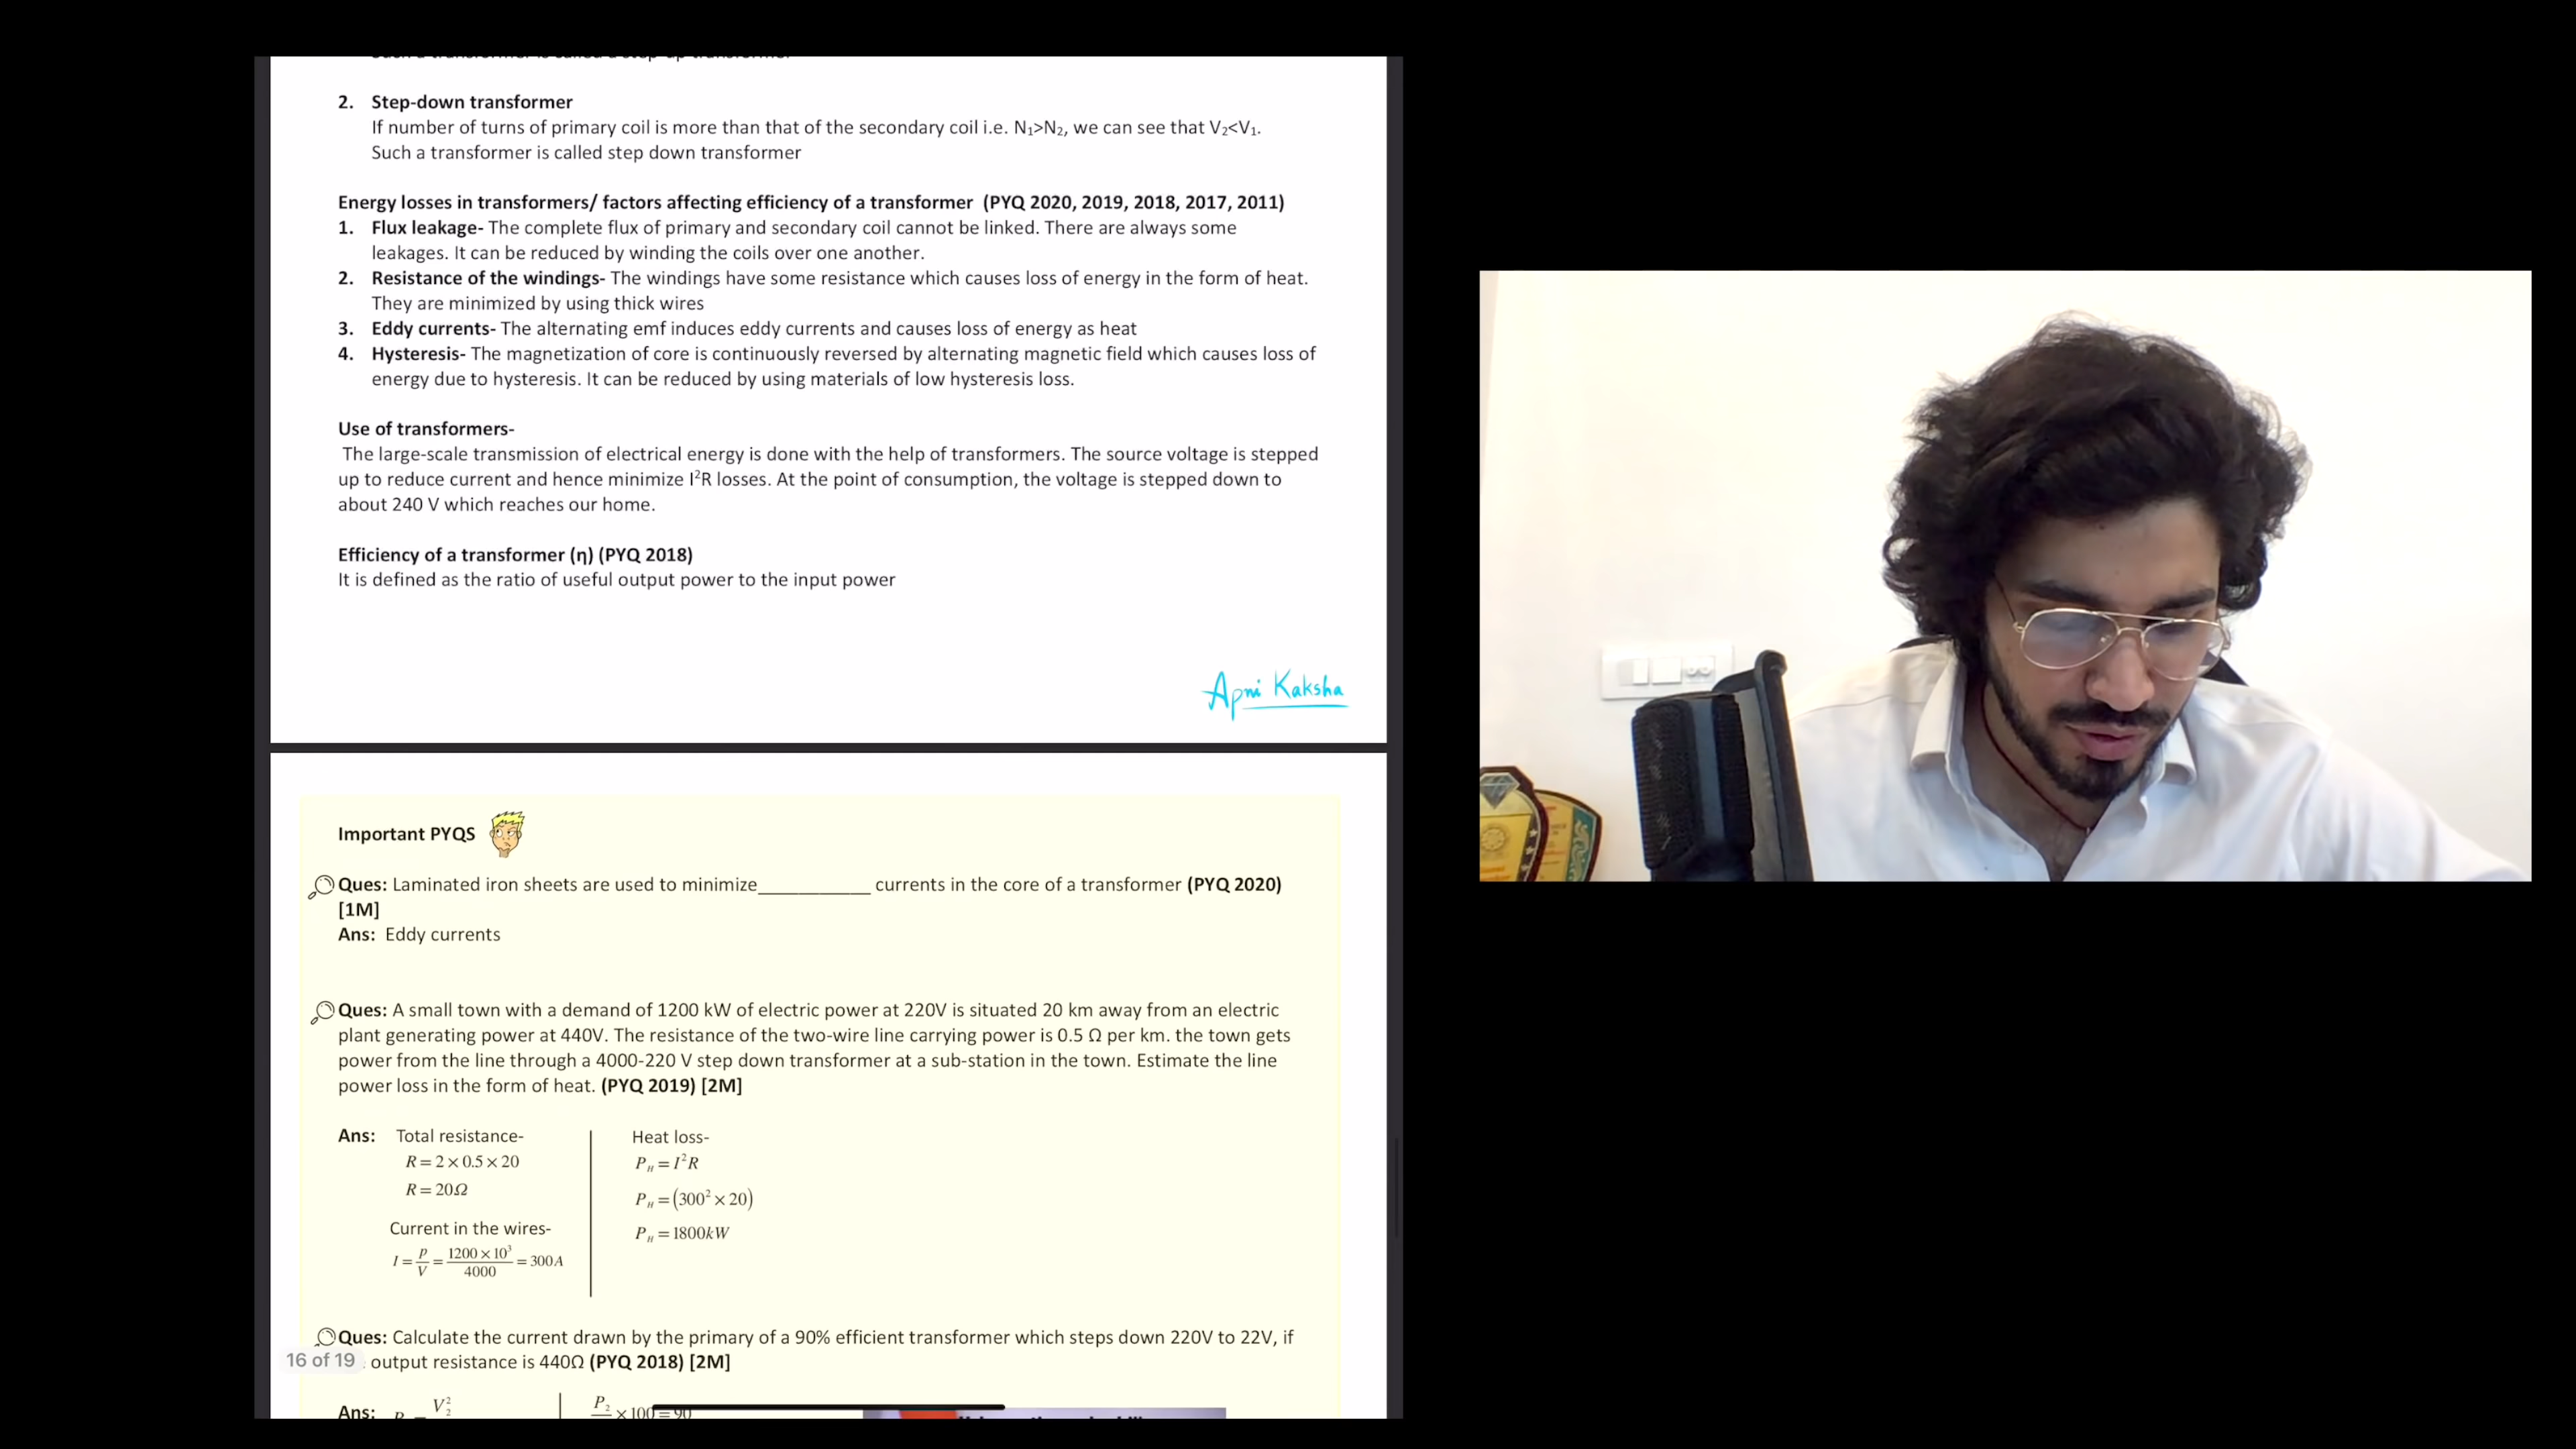 2. Step-down transformer
If number of turns of primary coil is more than that of the secondary coil i.e. N₁>N₂, we can see that V₂<V₁.
Such a transformer is called step down transformer
Energy losses in transformers/ factors affecting efficiency of a transformer (PYQ 2020, 2019, 2018, 2017, 2011)
1. Flux leakage- The complete flux of primary and secondary coil cannot be linked. There are always some
leakages. It can be reduced by winding the coils over one another.
2. Resistance of the windings- The windings have some resistance which causes loss of energy in the form of heat.
They are minimized by using thick wires
3. Eddy currents- The alternating emf induces eddy currents and causes loss of energy as heat
4. Hysteresis- The magnetization of core is continuously reversed by alternating magnetic field which causes loss of
energy due to hysteresis. It can be reduced by using materials of low hysteresis loss.
Use of transformers-
The large-scale transmission of electrical energy is done with the help of transformers. The source voltage is stepped
up to reduce current and hence minimize I²R losses. At the point of consumption, the voltage is stepped down to
about 240 V which reaches our home.
Efficiency of a transformer (η) (PYQ 2018)
It is defined as the ratio of useful output power to the input power
Apni Kaksha
Important PYQS
Ques: Laminated iron sheets are used to minimize____________ currents in the core of a transformer (PYQ 2020)
[1M]
Ans: Eddy currents
Ques: A small town with a demand of 1200 kW of electric power at 220V is situated 20 km away from an electric
plant generating power at 440V. The resistance of the two-wire line carrying power is 0.5 Ω per km. the town gets
power from the line through a 4000-220 V step down transformer at a sub-station in the town. Estimate the line
power loss in the form of heat. (PYQ 2019) [2M]
Ans: Total resistance-
R = 2 × 0.5 × 20
R = 20Ω
Current in the wires-
I = P/V = 1200 × 10³/4000 = 300A
Heat loss-
P_H = I²R
P_H = (300² × 20)
P_H = 1800kW
Ques: Calculate the current drawn by the primary of a 90% efficient transformer which steps down 220V to 22V, if
output resistance is 440Ω (PYQ 2018) [2M]
16 of 19
Ans: V₂²
P₂ × 100 = 90